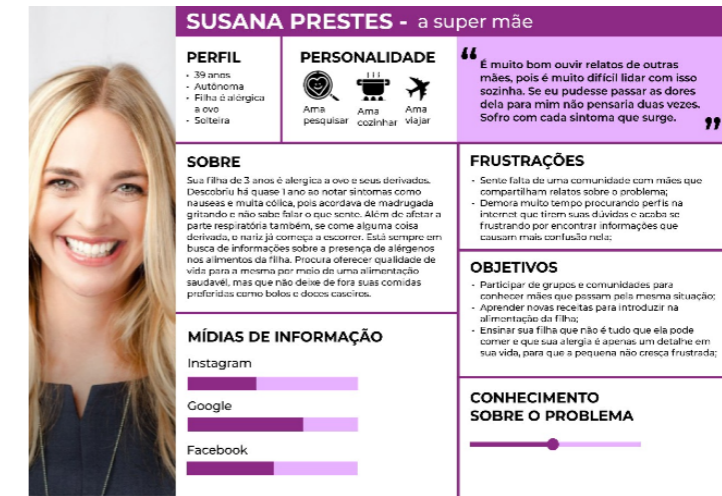 SUSANA PRESTES - a super mãe
PERFIL
- 39 anos
- Autônoma
- Filha é alérgica
a ovo
- Solteira
PERSONALIDADE
Ama
pesquisar
Ama
cozinhar
Ama
viajar
“
É muito bom ouvir relatos de outras
mães, pois é muito difícil lidar com isso
sozinha. Se eu pudesse passar as dores
dela para mim não pensaria duas vezes.
Sofro com cada sintoma que surge.
”
SOBRE
Sua filha de 3 anos é alergica a ovo e seus derivados.
Descobriu há quase 1 ano ao notar sintomas como
nauseas e muita cólica, pois acordava de madrugada
gritando e não sabe falar o que sente. Além de afetar a
parte respiratória também, se come alguma coisa
derivada, o nariz já começa a escorrer. Está sempre em
busca de informações sobre a presença de alérgenos
nos alimentos da filha. Procura oferecer qualidade de
vida para a mesma por meio de uma alimentação
saudavél, mas que não deixe de fora suas comidas
preferidas como bolos e doces caseiros.
MÍDIAS DE INFORMAÇÃO
Instagram
Google
Facebook
FRUSTRAÇÕES
- Sente falta de uma comunidade com mães que
compartilham relatos sobre o problema;
- Demora muito tempo procurando perfis na
internet que tirem suas dúvidas e acaba se
frustrando por encontrar informações que
causam mais confusão nela;
OBJETIVOS
- Participar de grupos e comunidades para
conhecer mães que passam pela mesma situação;
- Aprender novas receitas para introduzir na
alimentação da filha;
- Ensinar sua filha que não é tudo que ela pode
comer e que sua alergia é apenas um detalhe em
sua vida, para que a pequena não cresça frustrada;
CONHECIMENTO
SOBRE O PROBLEMA